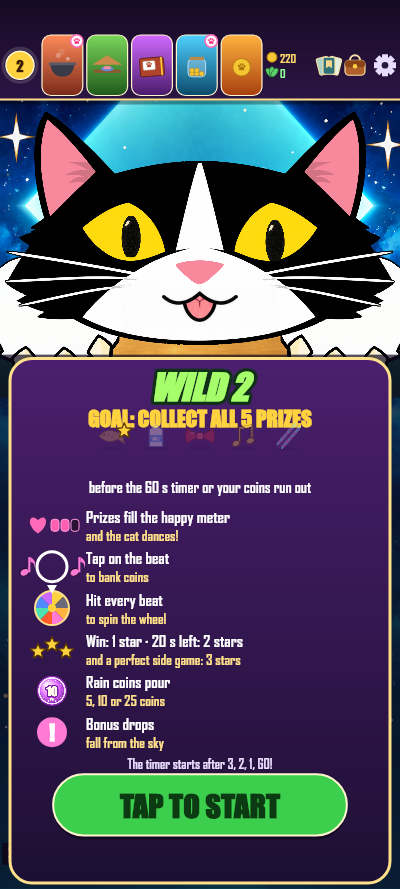 2
220
0
WILD 2
GOAL: COLLECT ALL 5 PRIZES
before the 60 s timer or your coins run out
Prizes fill the happy meter
and the cat dances!
Tap on the beat
to bank coins
Hit every beat
to spin the wheel
Win: 1 star · 20 s left: 2 stars
and a perfect side game: 3 stars
10
Rain coins pour
5, 10 or 25 coins
!
Bonus drops
fall from the sky
The timer starts after 3, 2, 1, GO!
TAP TO START